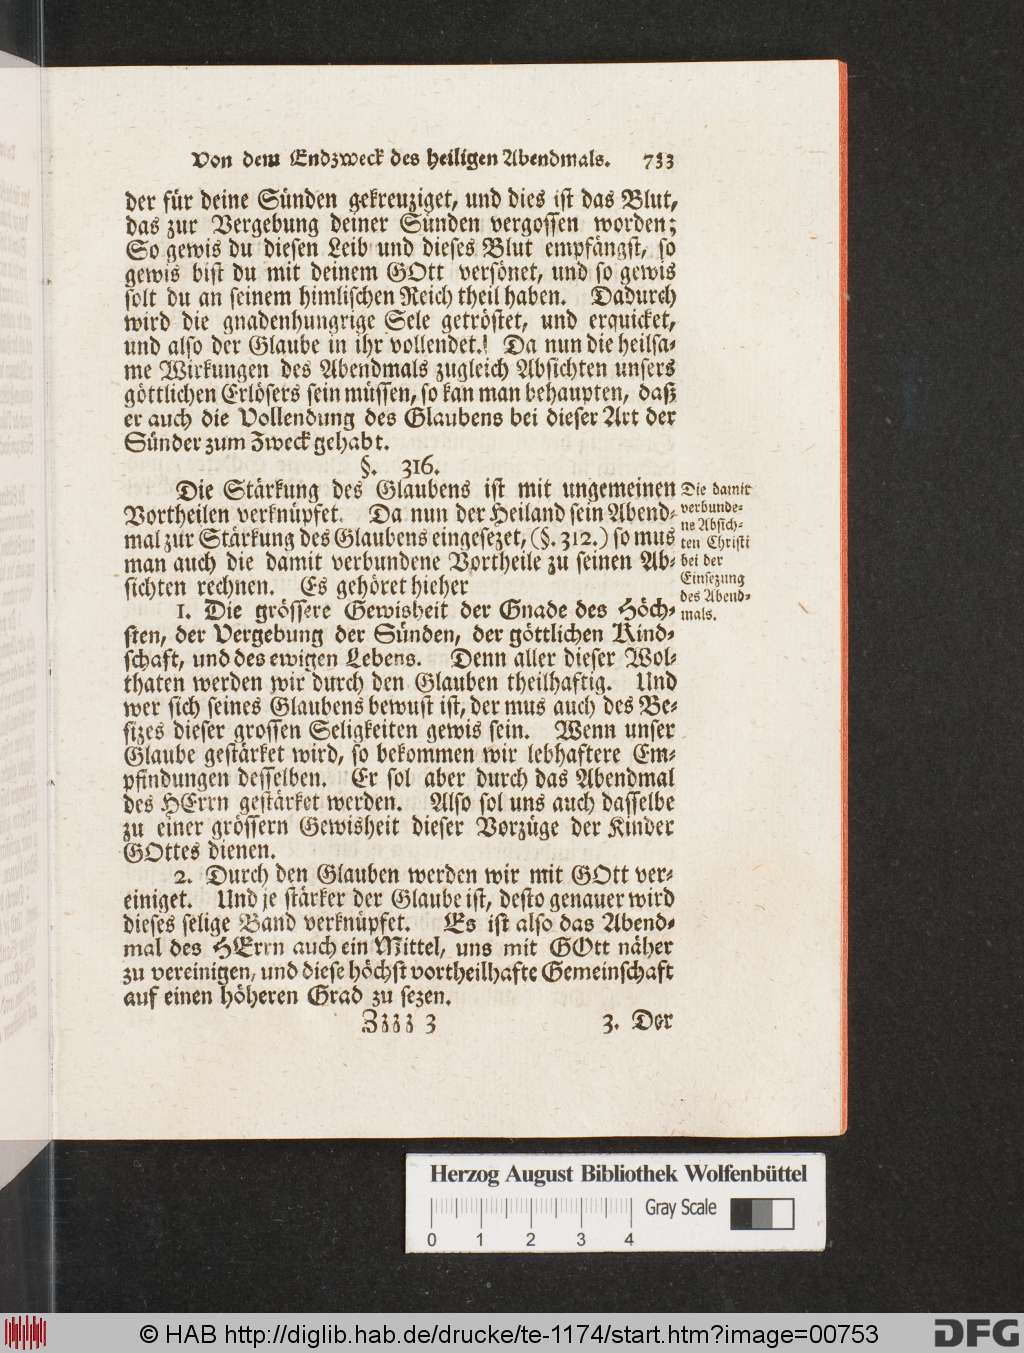 Von dem Endzweck des heiligen Abendmals. 733
der für deine Sünden gekreuziget, und dies ist das Blut,
das zur Vergebung deiner Sünden vergossen worden;
So gewis du diesen Leib und dieses Blut empfängst, so
gewis bist du mit deinem GOtt versönet, und so gewis
solt du an seinem himlischen Reich theil haben. Dadurch
wird die gnadenhungrige Sele getröstet, und erquicket,
und also der Glaube in ihr vollendet. Da nun die heilsa-
me Wirkungen des Abendmals zugleich Absichten unsers
göttlichen Erlösers sein müssen, so kan man behaupten, daß
er auch die Vollendung des Glaubens bei dieser Art der
Sünder zum Zweck gehabt.
§. 316.
Die Stärkung des Glaubens ist mit ungemeinen
Vortheilen verknüpfet. Da nun der Heiland sein Abend-
mal zur Stärkung des Glaubens eingesezet, (§. 312.) so mus
man auch die damit verbundene Vortheile zu seinen Ab-
sichten rechnen. Es gehöret hieher
Die damit
verbunde-
ne Absich-
ten Christi
bei der
Einsezung
des Abend-
mals.
1. Die grössere Gewisheit der Gnade des Höch-
sten, der Vergebung der Sünden, der göttlichen Kind-
schaft, und des ewigen Lebens. Denn aller dieser Wol-
thaten werden wir durch den Glauben theilhaftig. Und
wer sich seines Glaubens bewust ist, der mus auch des Be-
sizes dieser grossen Seligkeiten gewis sein. Wenn unser
Glaube gestärket wird, so bekommen wir lebhaftere Em-
pfindungen desselben. Er sol aber durch das Abendmal
des HErrn gestärket werden. Also sol uns auch dasselbe
zu einer grössern Gewisheit dieser Vorzüge der Kinder
GOttes dienen.
2. Durch den Glauben werden wir mit GOtt ver-
einiget. Und je stärker der Glaube ist, desto genauer wird
dieses selige Band verknüpfet. Es ist also das Abend-
mal des HErrn auch ein Mittel, uns mit GOtt näher
zu vereinigen, und diese höchst vortheilhafte Gemeinschaft
auf einen höheren Grad zu sezen.
Zzzz 3 3. Der
Herzog August Bibliothek Wolfenbüttel
Gray Scale
0 1 2 3 4
© HAB http://diglib.hab.de/drucke/te-1174/start.htm?image=00753
DFG